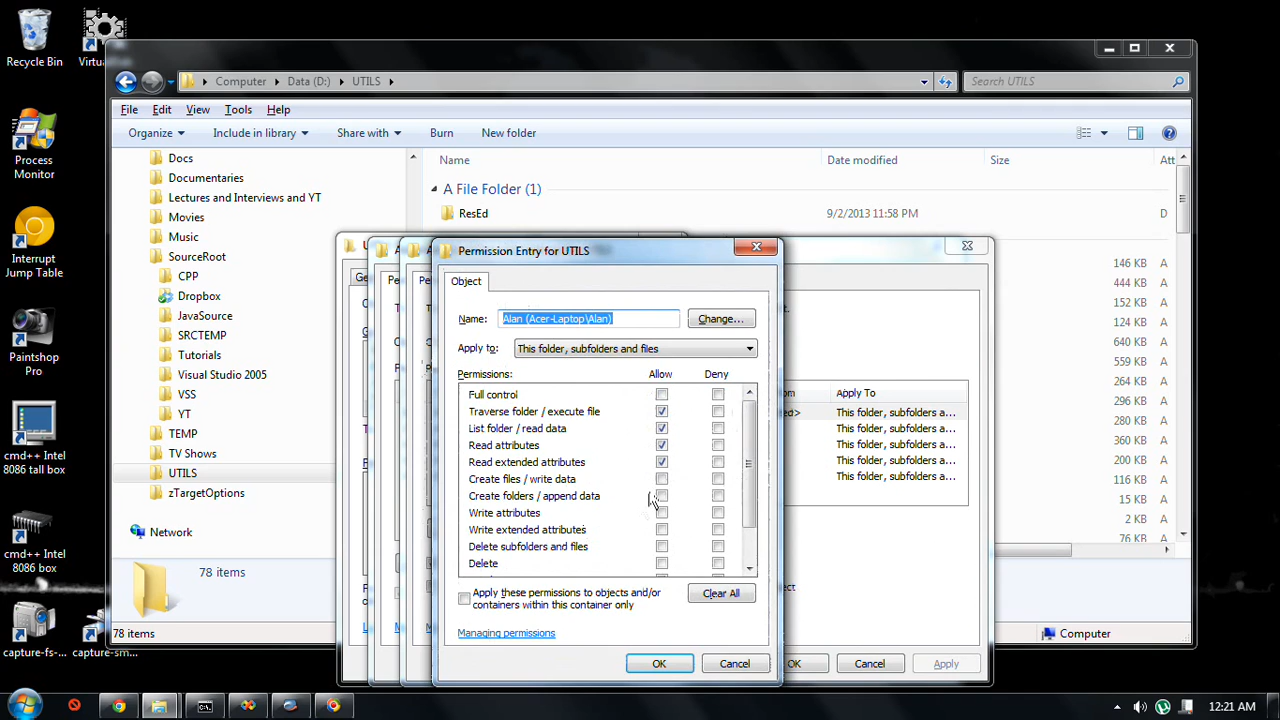 Recycle Bin
Process
Monitor
Interrupt
Jump Table
Paintshop
Pro
cmd++ Intel
8086 tall box
cmd++ Intel
8086 box
capture-fs-...
capture-sm...
Computer
Data (D:)
UTILS
Search UTILS
File
Edit
View
Tools
Help
Organize
Include in library
Share with
Burn
New folder
Docs
Documentaries
Lectures and Interviews and YT
Movies
Music
SourceRoot
CPP
Dropbox
JavaSource
SRCTEMP
Tutorials
Visual Studio 2005
VSS
YT
TEMP
TV Shows
UTILS
zTargetOptions
Network
78 items
78 items
Name
Date modified
Size
Att
A File Folder (1)
ResEd
9/2/2013 11:58 PM
D
146 KB A
444 KB A
322 KB A
640 KB A
559 KB A
112 KB A
360 KB A
280 KB A
360 KB A
200 KB A
15 KB A
2 KB A
Permission Entry for UTILS
Object
Name:
Alan (Acer-Laptop\Alan)
Change...
Apply to:
This folder, subfolders and files
Permissions:
Allow
Deny
Full control
Traverse folder / execute file
List folder / read data
Read attributes
Read extended attributes
Create files / write data
Create folders / append data
Write attributes
Write extended attributes
Delete subfolders and files
Delete
Apply these permissions to objects and/or
containers within this container only
Clear All
Managing permissions
OK
Cancel
Apply To
This folder, subfolders a...
This folder, subfolders a...
This folder, subfolders a...
This folder, subfolders a...
This folder, subfolders a...
OK
Cancel
Apply
Computer
12:21 AM